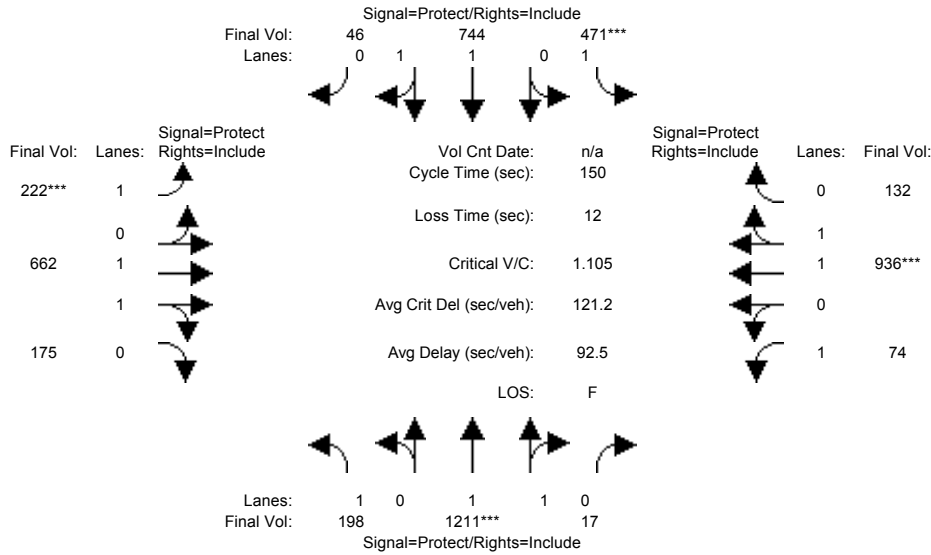 Signal=Protect/Rights=Include
Final Vol: 46 744 471***
Lanes: 0 1 1 0 1
Signal=Protect Signal=Protect
Final Vol: Lanes: Rights=Include Vol Cnt Date: n/a Rights=Include Lanes: Final Vol:
Cycle Time (sec): 150
222*** 1 0 132
Loss Time (sec): 12
0 1
662 1 Critical V/C: 1.105 1 936***
1 Avg Crit Del (sec/veh): 121.2 0
175 0 Avg Delay (sec/veh): 92.5 1 74
LOS: F
Lanes: 1 0 1 1 0
Final Vol: 198 1211*** 17
Signal=Protect/Rights=Include